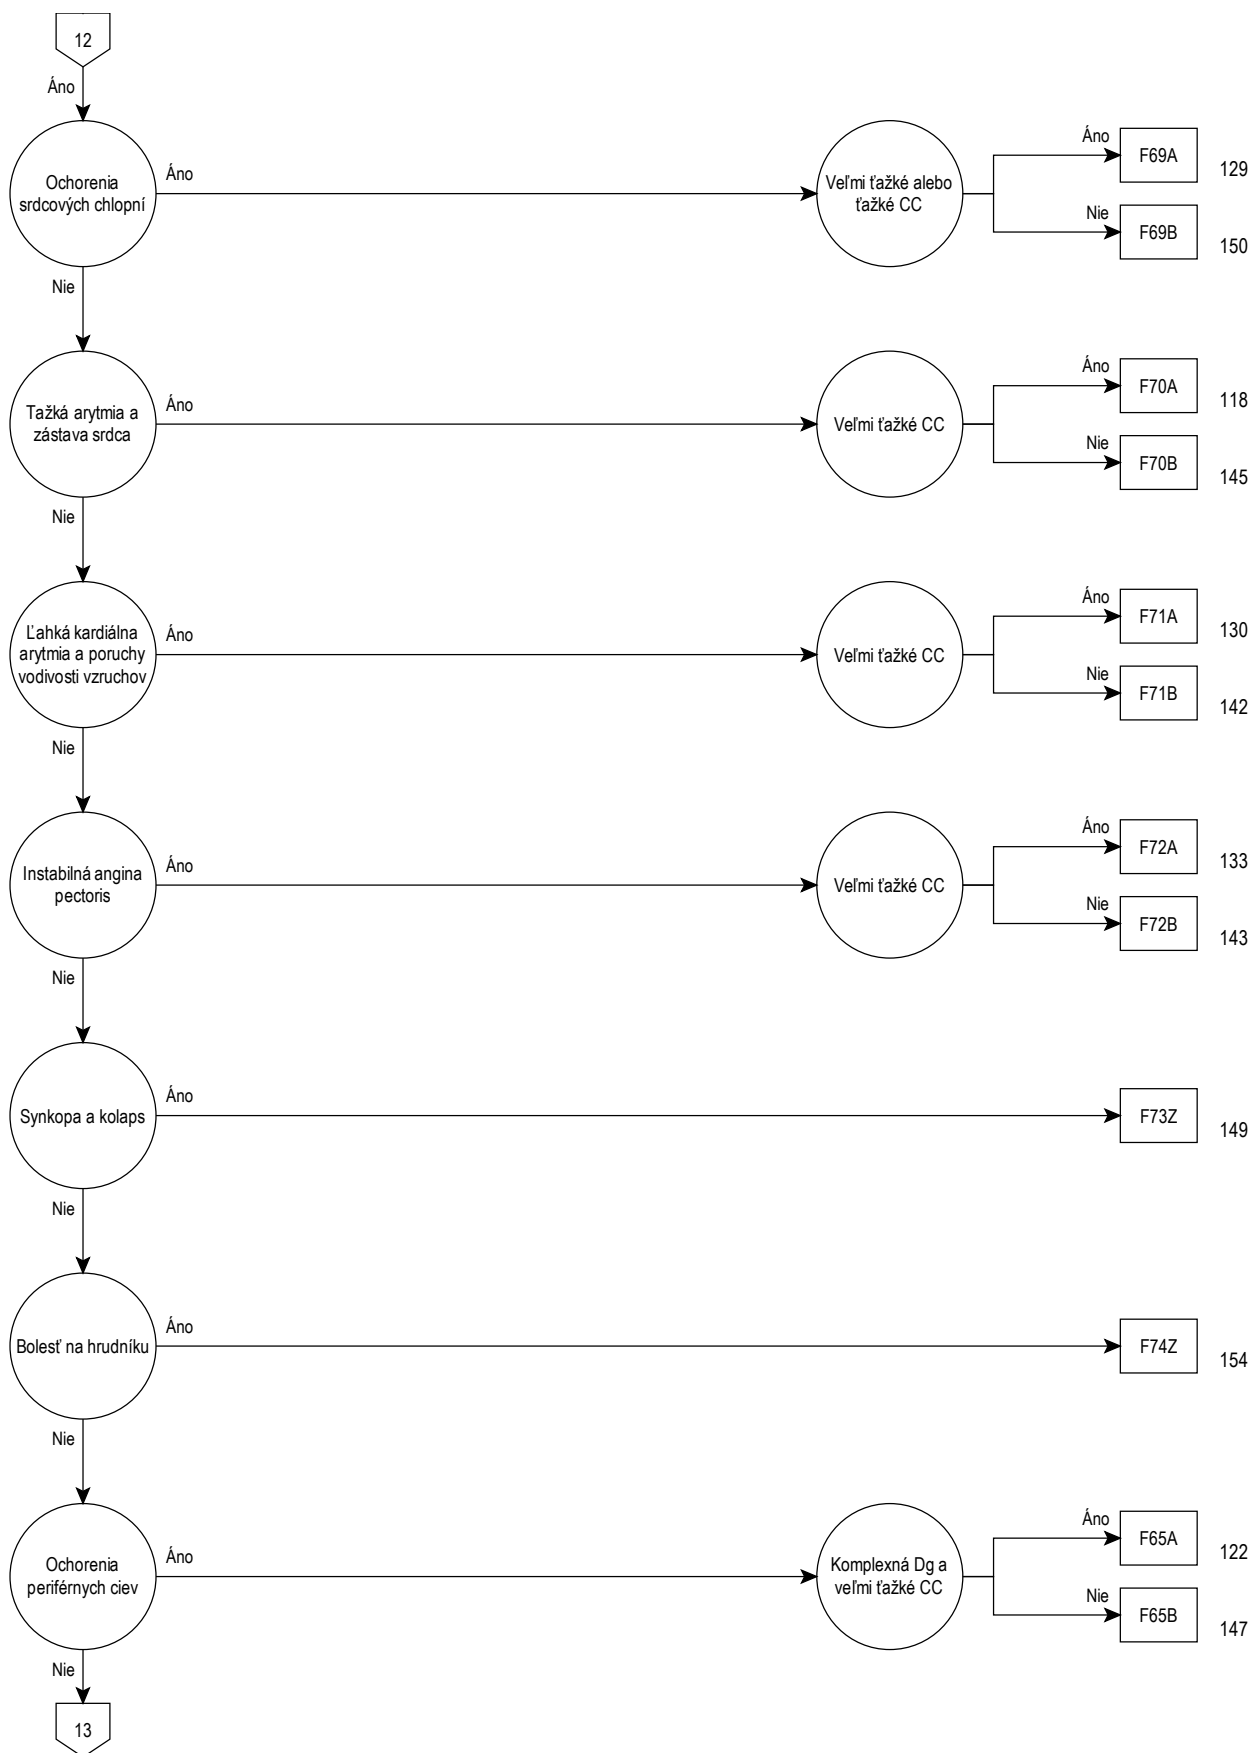 12
Áno
Ochorenia
srdcových chlopní
Áno
Veľmi ťažké alebo
ťažké CC
Áno
F69A
129
Nie
F69B
150
Nie
Tažká arytmia a
zástava srdca
Áno
Veľmi ťažké CC
Áno
F70A
118
Nie
F70B
145
Nie
Ľahká kardiálna
arytmia a poruchy
vodivosti vzruchov
Áno
Veľmi ťažké CC
Áno
F71A
130
Nie
F71B
142
Nie
Instabilná angina
pectoris
Áno
Veľmi ťažké CC
Áno
F72A
133
Nie
F72B
143
Nie
Synkopa a kolaps
Áno
F73Z
149
Nie
Bolesť na hrudníku
Áno
F74Z
154
Nie
Ochorenia
periférnych ciev
Áno
Komplexná Dg a
veľmi ťažké CC
Áno
F65A
122
Nie
F65B
147
Nie
13